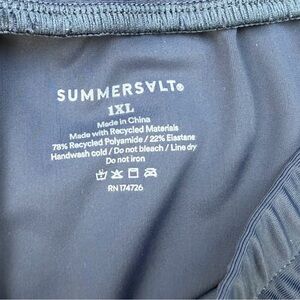 SUMMERSALT®
1XL
Made in China
Made with Recycled Materials
78% Recycled Polyamide / 22% Elastane
Handwash cold / Do not bleach / Line dry
Do not iron
RN 174726